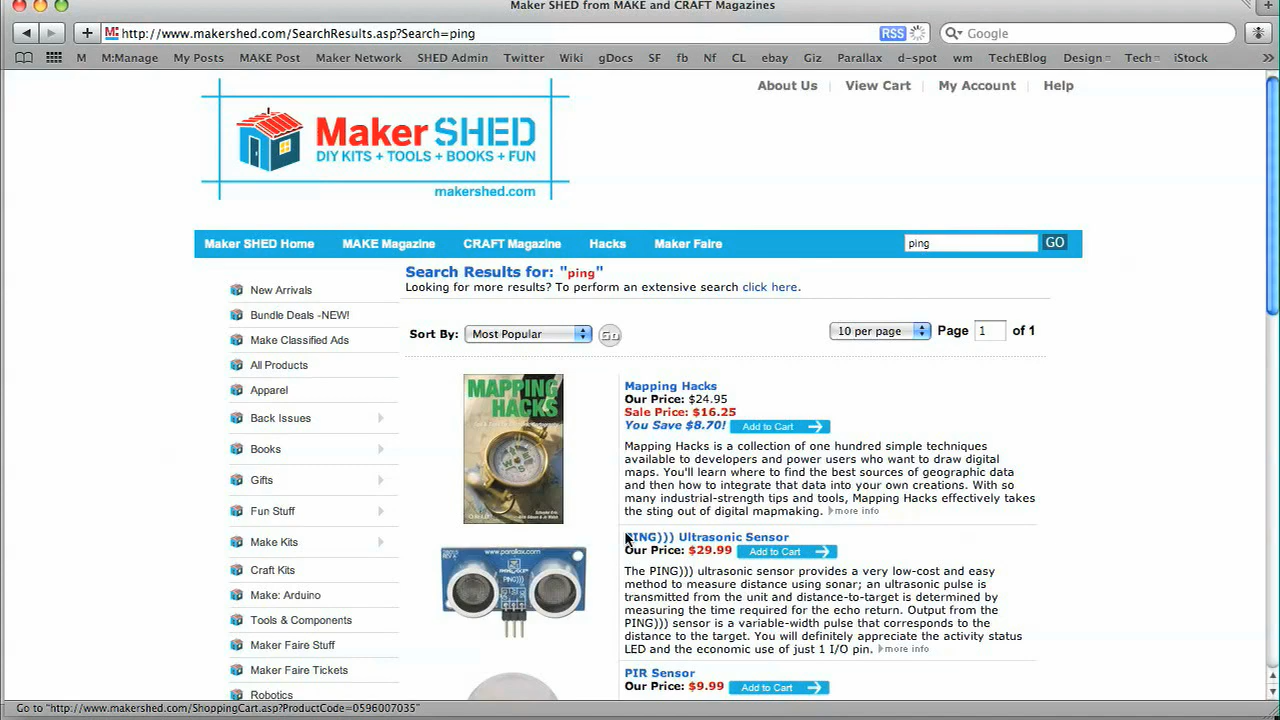 Maker SHED from MAKE and CRAFT Magazines
http://www.makershed.com/SearchResults.asp?Search=ping
RSS
Google
M M:Manage My Posts MAKE Post Maker Network SHED Admin Twitter Wiki gDocs SF fb Nf CL ebay Giz Parallax d-spot wm TechEBlog Design Tech iStock
About Us View Cart My Account Help
Maker SHED
DIY KITS + TOOLS + BOOKS + FUN
makershed.com
Maker SHED Home MAKE Magazine CRAFT Magazine Hacks Maker Faire ping GO
Search Results for: "ping"
Looking for more results? To perform an extensive search click here.
Sort By: Most Popular Go 10 per page Page 1 of 1
New Arrivals
Bundle Deals -NEW!
Make Classified Ads
All Products
Apparel
Back Issues
Books
Gifts
Fun Stuff
Make Kits
Craft Kits
Make: Arduino
Tools & Components
Maker Faire Stuff
Maker Faire Tickets
Robotics
MAPPING
HACKS
Mapping Hacks
Our Price: $24.95
Sale Price: $16.25
You Save $8.70! Add to Cart
Mapping Hacks is a collection of one hundred simple techniques
available to developers and power users who want to draw digital
maps. You'll learn where to find the best sources of geographic data
and then how to integrate that data into your own creations. With so
many industrial-strength tips and tools, Mapping Hacks effectively takes
the sting out of digital mapmaking. more info
www.parallax.com
PING)))
PING))) Ultrasonic Sensor
Our Price: $29.99 Add to Cart
The PING))) ultrasonic sensor provides a very low-cost and easy
method to measure distance using sonar; an ultrasonic pulse is
transmitted from the unit and distance-to-target is determined by
measuring the time required for the echo return. Output from the
PING))) sensor is a variable-width pulse that corresponds to the
distance to the target. You will definitely appreciate the activity status
LED and the economic use of just 1 I/O pin. more info
PIR Sensor
Our Price: $9.99 Add to Cart
Go to "http://www.makershed.com/ShoppingCart.asp?ProductCode=0596007035"